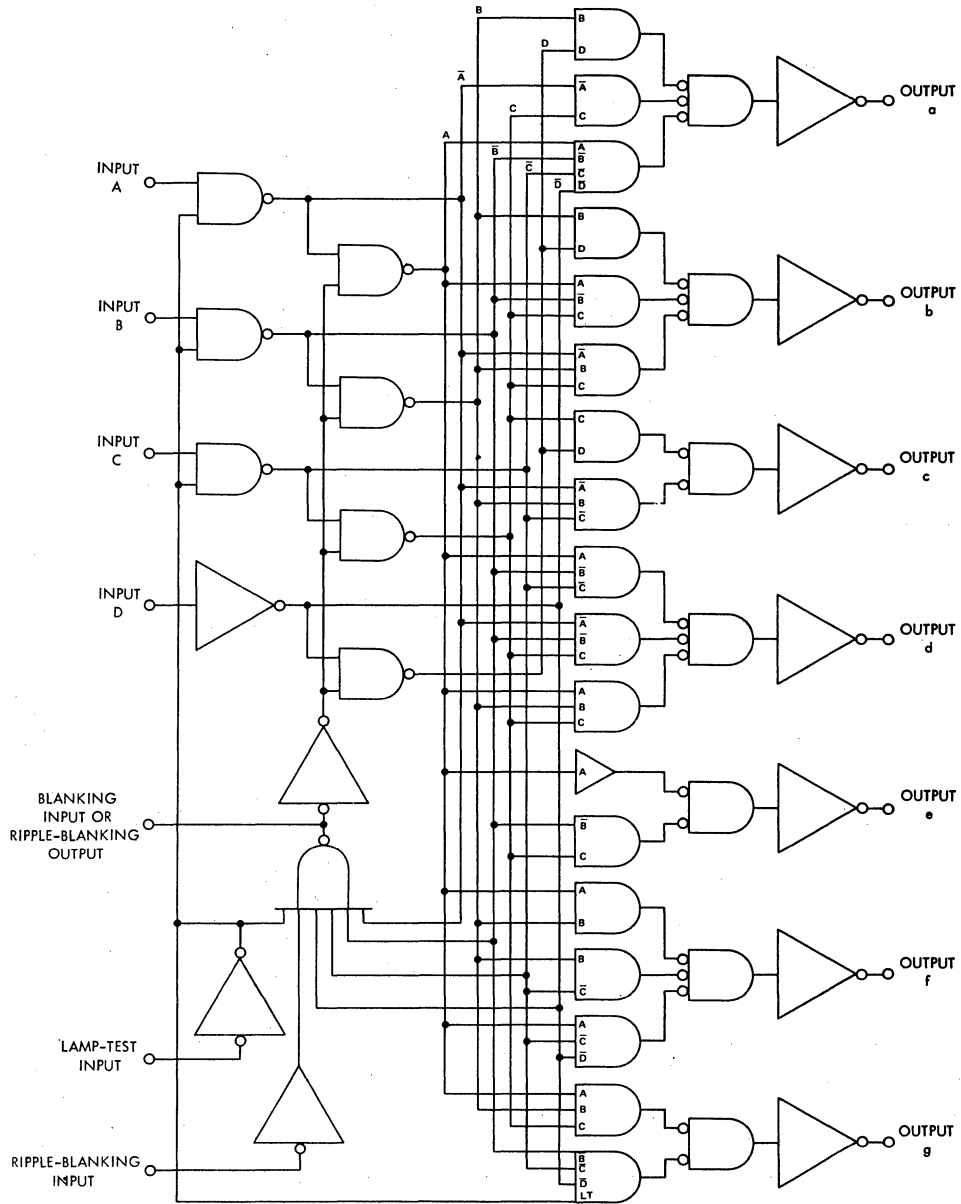 B
D
A̅
C
A
B̅
C̅
D̅
INPUT
A
INPUT
B
INPUT
C
INPUT
D
BLANKING
INPUT OR
RIPPLE-BLANKING
OUTPUT
LAMP-TEST
INPUT
RIPPLE-BLANKING
INPUT
B
D
A̅
C
A
B̅
C̅
D̅
OUTPUT
a
B
D
A
B̅
C
A̅
B
C
OUTPUT
b
C
D
A̅
B
C̅
OUTPUT
c
A
B̅
C̅
A̅
B̅
C
A
B
C
OUTPUT
d
A
B̅
C
OUTPUT
e
A
B
B
C̅
A
C̅
D̅
OUTPUT
f
A
B
C
B̅
C̅
D̅
LT
OUTPUT
g